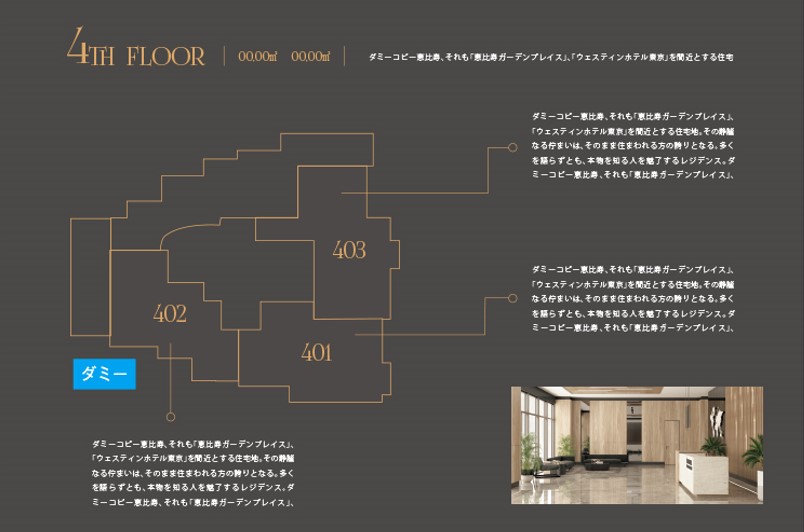 4TH FLOOR
00.00㎡ 00.00㎡
ダミーコピー恵比寿、それも「恵比寿ガーデンプレイス」、「ウェスティンホテル東京」を間近とする住宅
ダミーコピー恵比寿、それも「恵比寿ガーデンプレイス」、
「ウェスティンホテル東京」を間近とする住宅地。その静謐
なる佇まいは、そのまま住まわれる方の誇りとなる。多く
を語らずとも、本物を知る人を魅了するレジデンス。ダ
ミーコピー恵比寿、それも「恵比寿ガーデンプレイス」、
403
ダミーコピー恵比寿、それも「恵比寿ガーデンプレイス」、
「ウェスティンホテル東京」を間近とする住宅地。その静謐
なる佇まいは、そのまま住まわれる方の誇りとなる。多く
を語らずとも、本物を知る人を魅了するレジデンス。ダ
ミーコピー恵比寿、それも「恵比寿ガーデンプレイス」、
402
401
ダミー
ダミーコピー恵比寿、それも「恵比寿ガーデンプレイス」、
「ウェスティンホテル東京」を間近とする住宅地。その静謐
なる佇まいは、そのまま住まわれる方の誇りとなる。多く
を語らずとも、本物を知る人を魅了するレジデンス。ダ
ミーコピー恵比寿、それも「恵比寿ガーデンプレイス」、